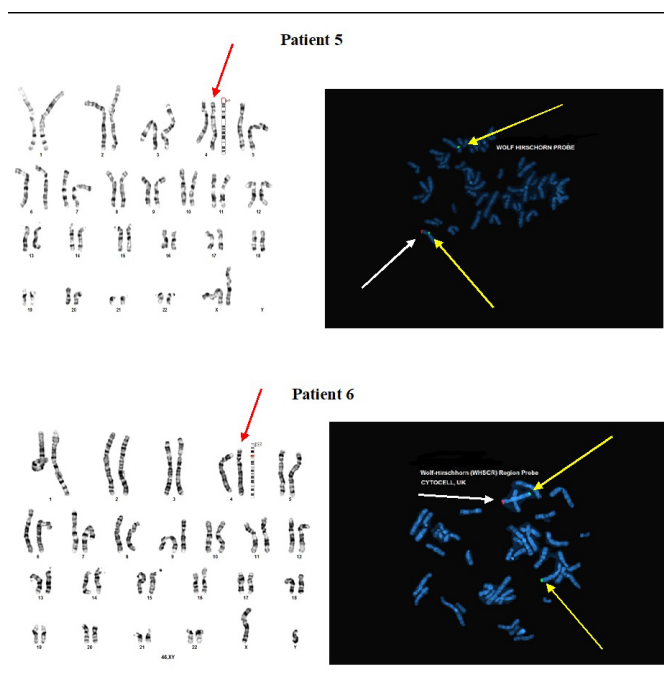 Patient 5
1 2 3 4 5
6 7 8 9 10 11 12
13 14 15 16 17 18
19 20 21 22 X Y
WOLF HIRSCHORN PROBE
Patient 6
1 2 3 4 5
6 7 8 9 10 11 12
13 14 15 16 17 18
19 20 21 22 X Y
46,XY
Wolf-Hirschhorn (WHSCR) Region Probe
CYTOCELL, UK